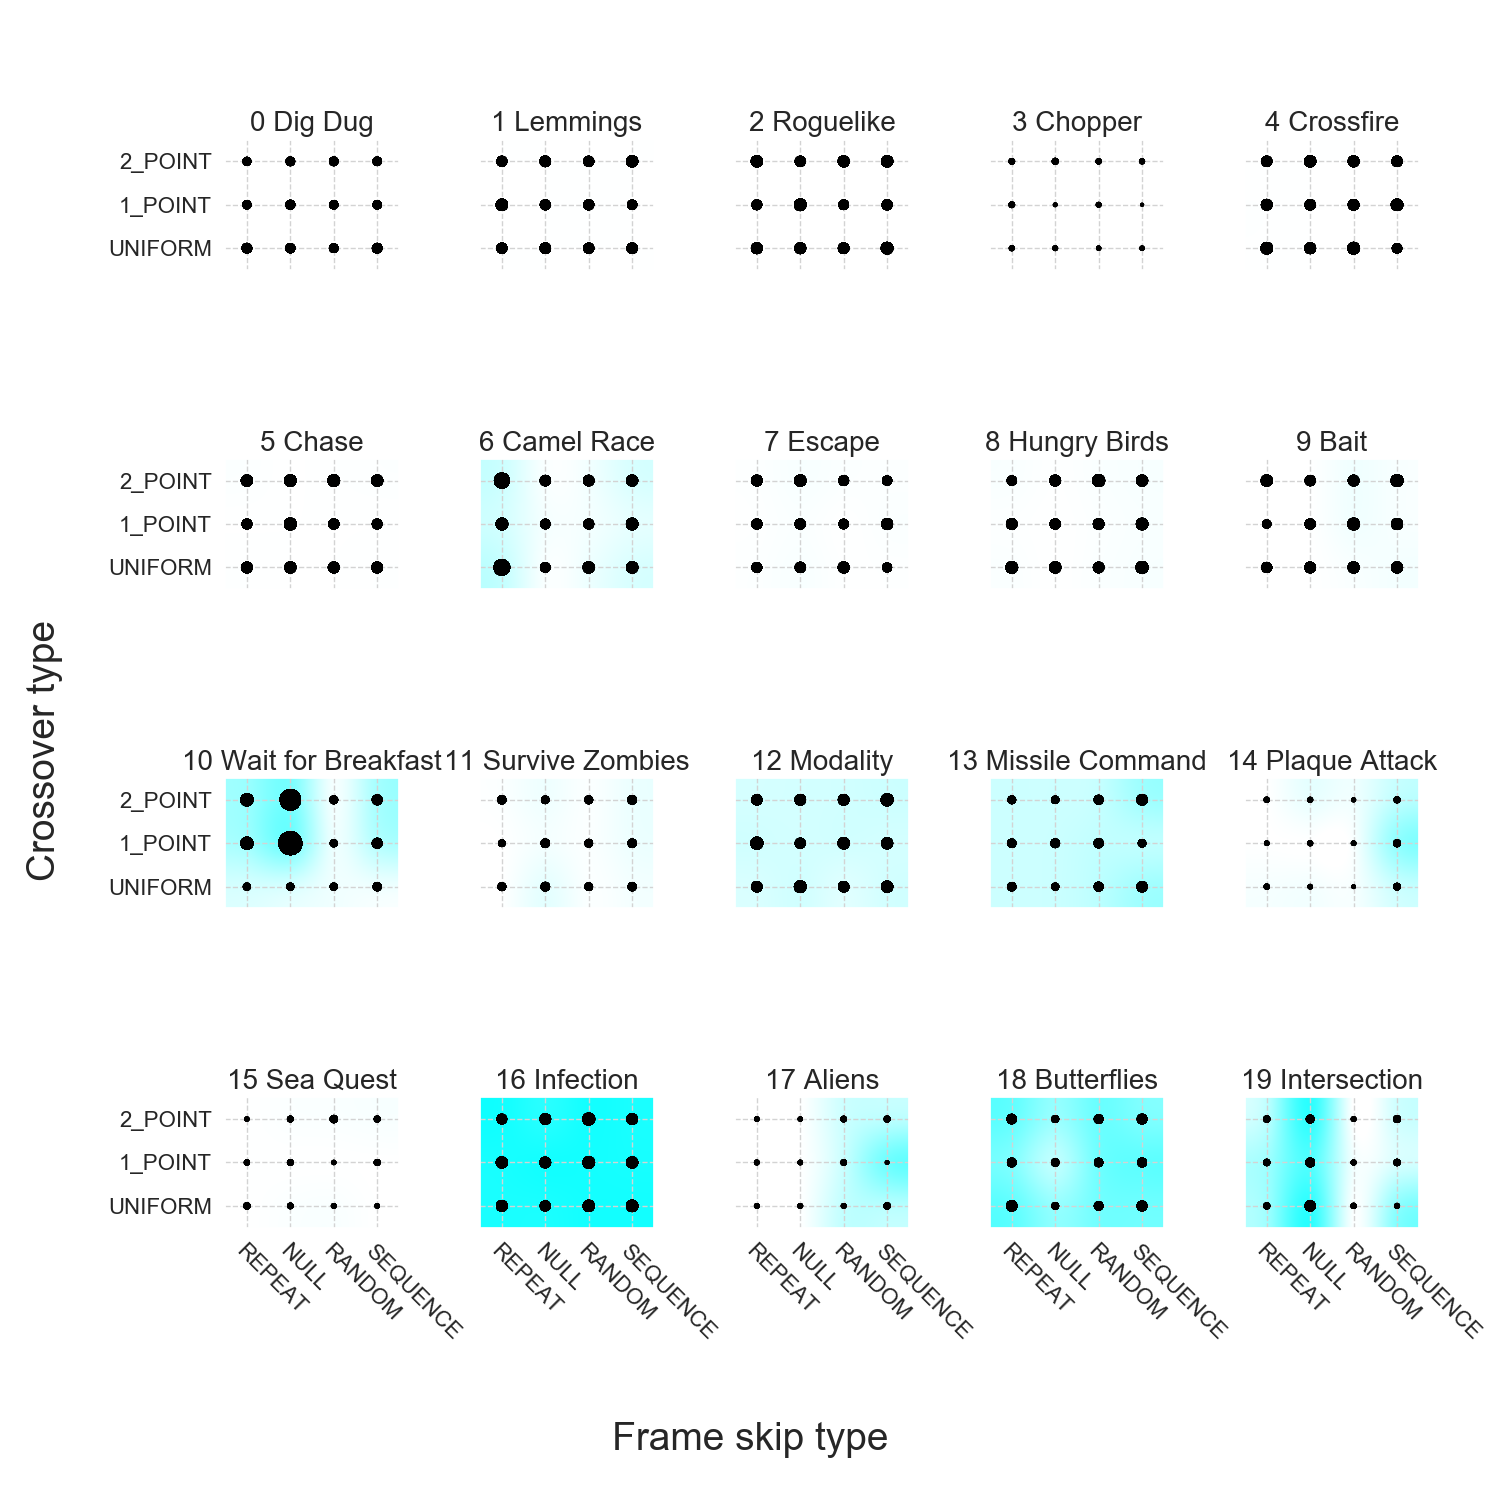 0 Dig Dug
1 Lemmings
2 Roguelike
3 Chopper
4 Crossfire
2_POINT
1_POINT
UNIFORM
5 Chase
6 Camel Race
7 Escape
8 Hungry Birds
9 Bait
2_POINT
1_POINT
UNIFORM
Crossover type
10 Wait for Breakfast
11 Survive Zombies
12 Modality
13 Missile Command
14 Plaque Attack
2_POINT
1_POINT
UNIFORM
15 Sea Quest
16 Infection
17 Aliens
18 Butterflies
19 Intersection
2_POINT
1_POINT
UNIFORM
REPEAT
NULL
RANDOM
SEQUENCE
REPEAT
NULL
RANDOM
SEQUENCE
REPEAT
NULL
RANDOM
SEQUENCE
REPEAT
NULL
RANDOM
SEQUENCE
REPEAT
NULL
RANDOM
SEQUENCE
Frame skip type